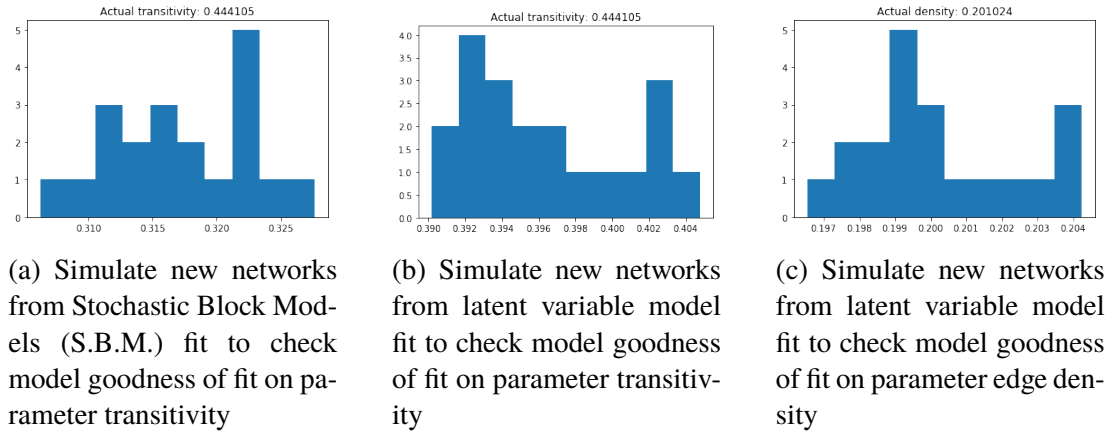 Actual transitivity: 0.444105
5
4
3
2
1
0
0.310 0.315 0.320 0.325
Actual transitivity: 0.444105
4.0
3.5
3.0
2.5
2.0
1.5
1.0
0.5
0.0
0.390 0.392 0.394 0.396 0.398 0.400 0.402 0.404
Actual density: 0.201024
5
4
3
2
1
0
0.197 0.198 0.199 0.200 0.201 0.202 0.203 0.204
(a) Simulate new networks
from Stochastic Block Mod-
els (S.B.M.) fit to check
model goodness of fit on pa-
rameter transitivity
(b) Simulate new networks
from latent variable model
fit to check model goodness
of fit on parameter transitiv-
ity
(c) Simulate new networks
from latent variable model
fit to check model goodness
of fit on parameter edge den-
sity